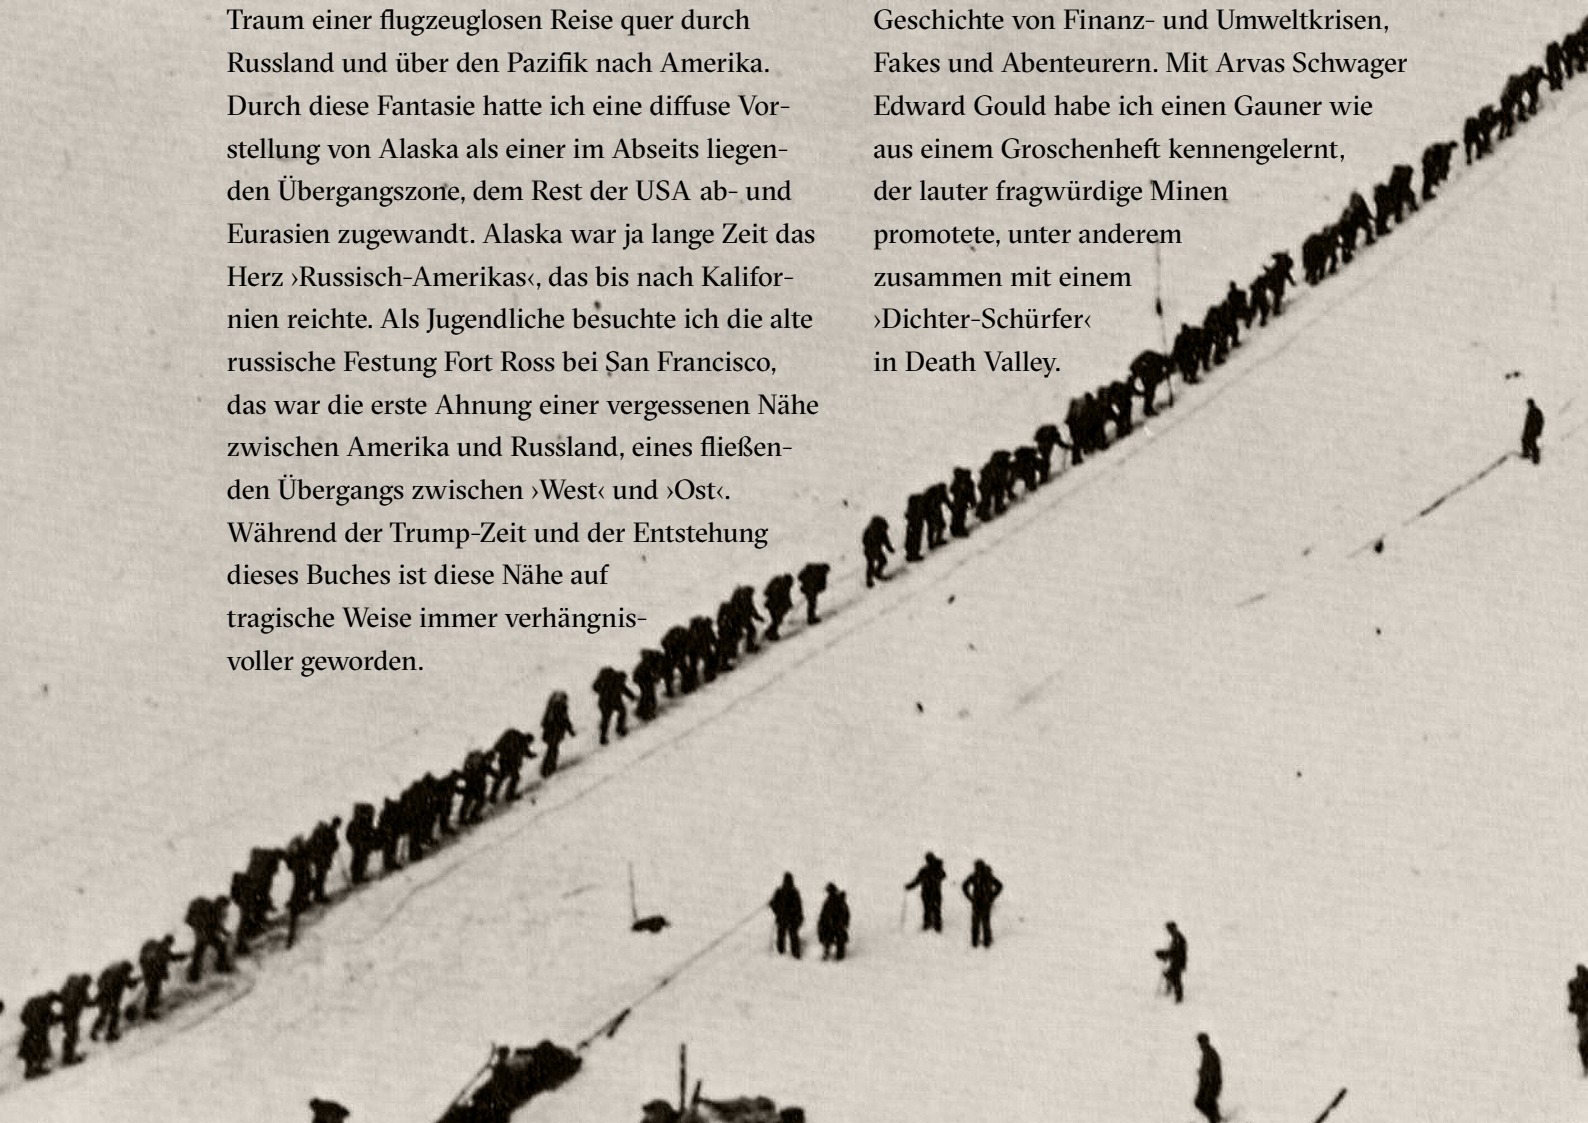 Traum einer flugzeuglosen Reise quer durch
Russland und über den Pazifik nach Amerika.
Durch diese Fantasie hatte ich eine diffuse Vor-
stellung von Alaska als einer im Abseits liegen-
den Übergangszone, dem Rest der USA ab- und
Eurasien zugewandt. Alaska war ja lange Zeit das
Herz ›Russisch-Amerikas‹, das bis nach Kalifor-
nien reichte. Als Jugendliche besuchte ich die alte
russische Festung Fort Ross bei San Francisco,
das war die erste Ahnung einer vergessenen Nähe
zwischen Amerika und Russland, eines fließen-
den Übergangs zwischen ›West‹ und ›Ost‹.
Während der Trump-Zeit und der Entstehung
dieses Buches ist diese Nähe auf
tragische Weise immer verhängnis-
voller geworden.
Geschichte von Finanz- und Umweltkrisen,
Fakes und Abenteurern. Mit Arvas Schwager
Edward Gould habe ich einen Gauner wie
aus einem Groschenheft kennengelernt,
der lauter fragwürdige Minen
promotete, unter anderem
zusammen mit einem
›Dichter-Schürfer‹
in Death Valley.